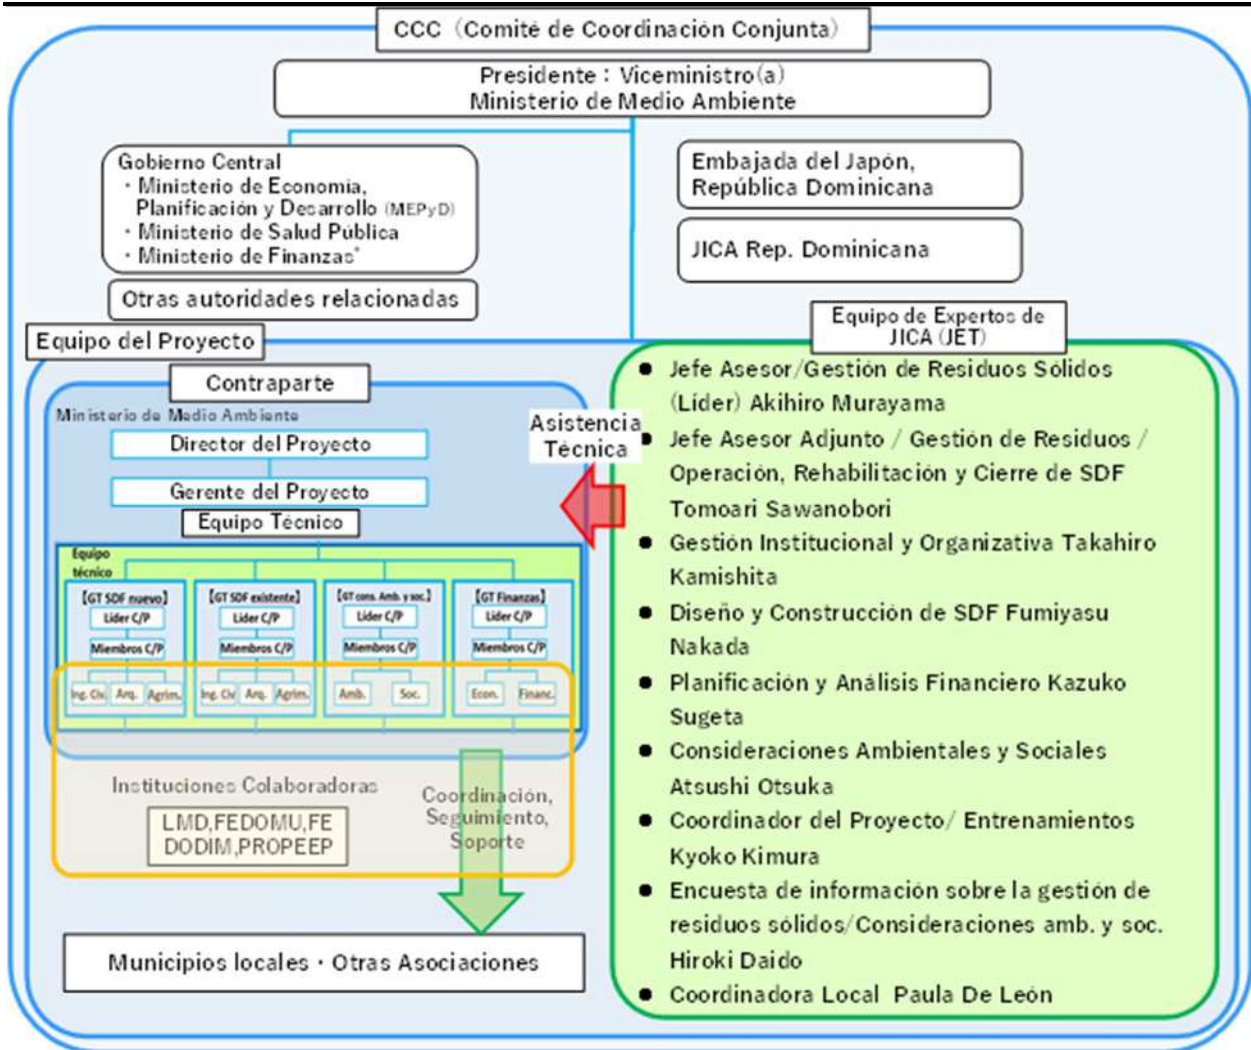 CCC (Comité de Coordinación Conjunta)
Presidente : Viceministro(a)
Ministerio de Medio Ambiente
Gobierno Central
・Ministerio de Economía,
Planificación y Desarrollo (MEPyD)
・Ministerio de Salud Pública
・Ministerio de Finanzas*
Otras autoridades relacionadas
Embajada del Japón,
República Dominicana
JICA Rep. Dominicana
Equipo del Proyecto
Contraparte
Ministerio de Medio Ambiente
Director del Proyecto
Gerente del Proyecto
Equipo Técnico
Equipo
técnico
【GT SDF nuevo】
Líder C/P
Miembros C/P
Ing. Civ.
Arq.
Agrim.
【GT SDF existente】
Líder C/P
Miembros C/P
Ing. Civ.
Arq.
Agrim.
【GT cons. Amb. y soc.】
Líder C/P
Miembros C/P
Amb.
Soc.
【GT Finanzas】
Líder C/P
Miembros C/P
Econ.
Financ.
Instituciones Colaboradoras
LMD,FEDOMU,FE
DODIM,PROPEEP
Coordinación,
Seguimiento,
Soporte
Municipios locales・Otras Asociaciones
Asistencia
Técnica
Equipo de Expertos de
JICA (JET)
● Jefe Asesor/Gestión de Residuos Sólidos
(Líder) Akihiro Murayama
● Jefe Asesor Adjunto / Gestión de Residuos /
Operación, Rehabilitación y Cierre de SDF
Tomoari Sawanobori
● Gestión Institucional y Organizativa Takahiro
Kamishita
● Diseño y Construcción de SDF Fumiyasu
Nakada
● Planificación y Análisis Financiero Kazuko
Sugeta
● Consideraciones Ambientales y Sociales
Atsushi Otsuka
● Coordinador del Proyecto/ Entrenamientos
Kyoko Kimura
● Encuesta de información sobre la gestión de
residuos sólidos/Consideraciones amb. y soc.
Hiroki Daido
● Coordinadora Local Paula De León